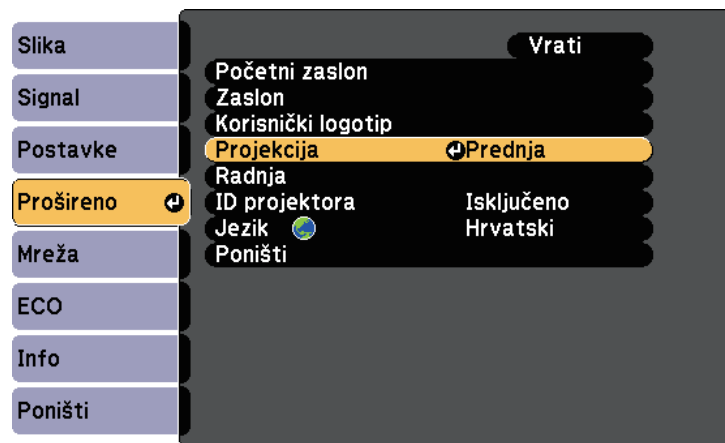 Slika
Signal
Postavke
Prošireno
Mreža
ECO
Info
Poništi
Vrati
Početni zaslon
Zaslon
Korisnički logotip
Projekcija Prednja
Radnja
ID projektora Isključeno
Jezik Hrvatski
Poništi